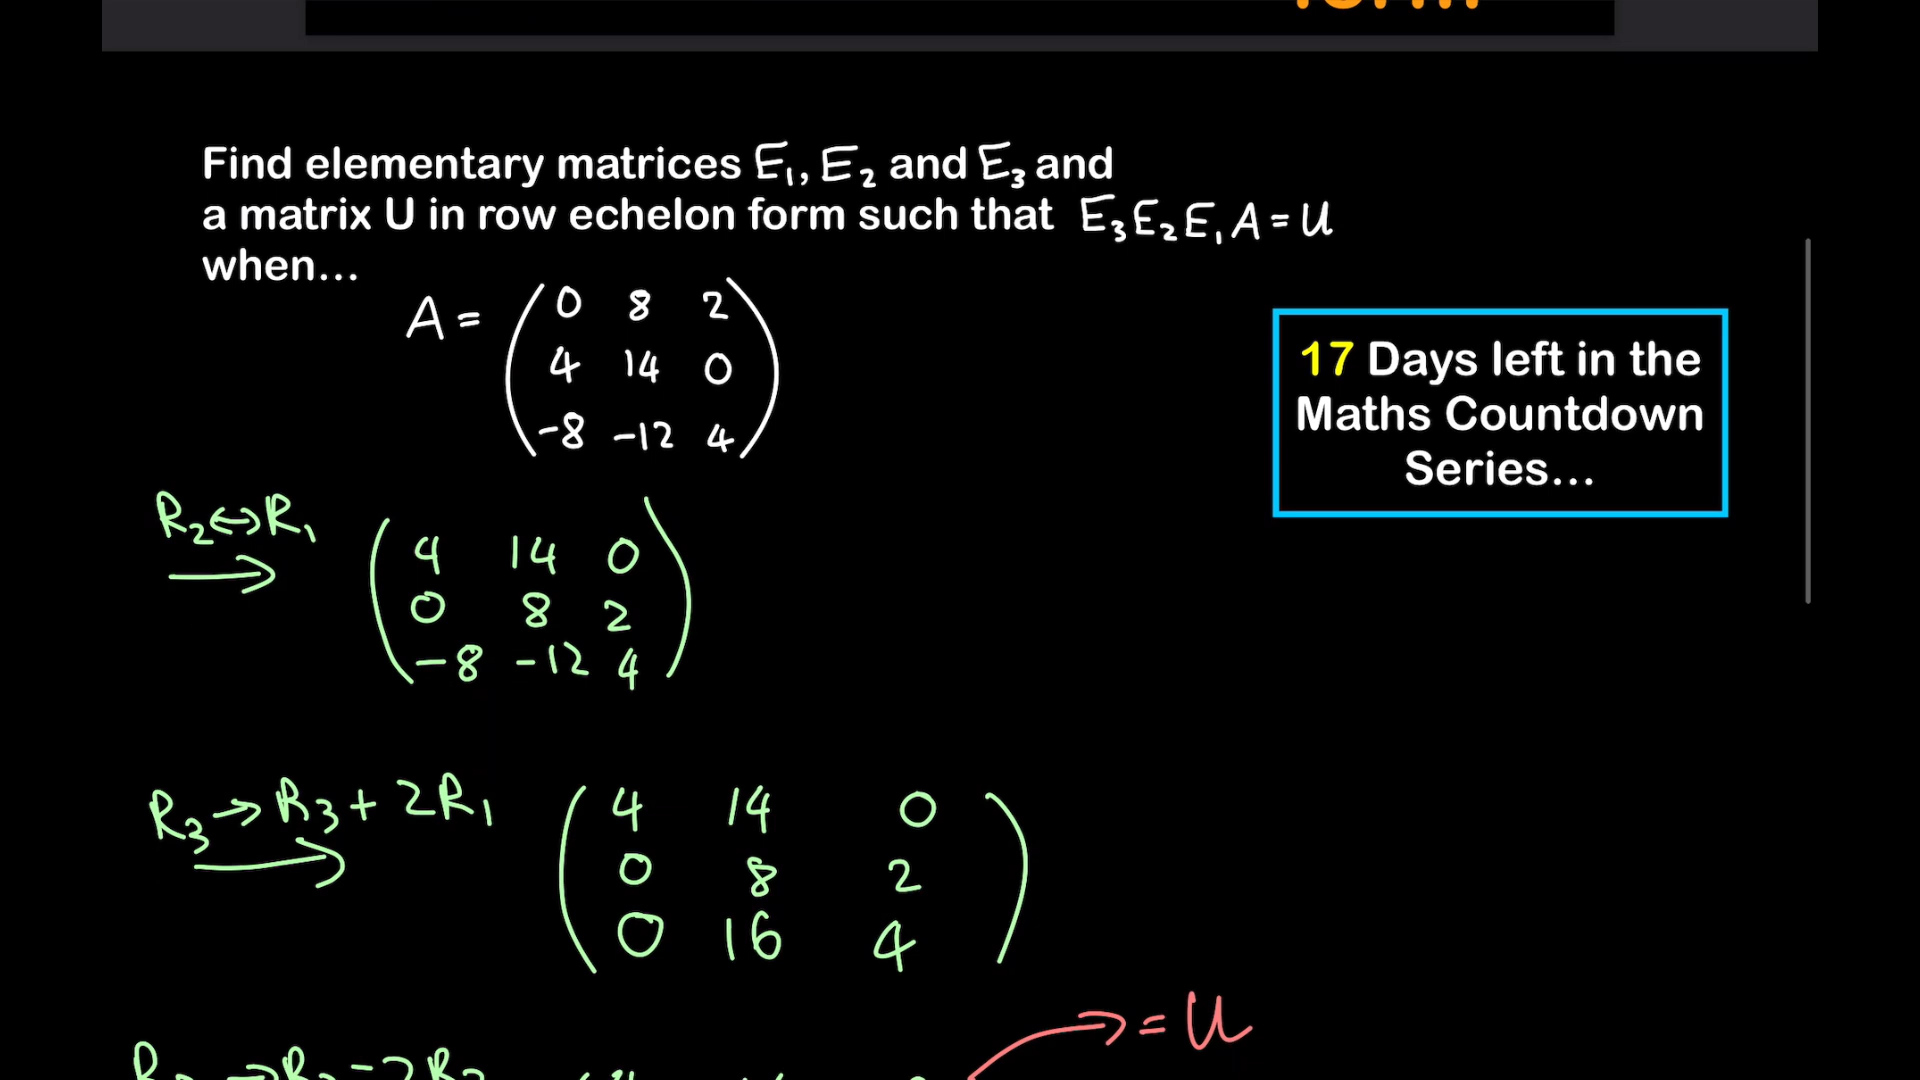 Find elementary matrices E₁, E₂ and E₃ and
a matrix U in row echelon form such that E₃E₂E₁A=U
when...
A = (0 8 2
4 14 0
-8 -12 4)
17 Days left in the
Maths Countdown
Series...
R₂↔R₁
→
(4 14 0
0 8 2
-8 -12 4)
R₃→R₃+2R₁
→
(4 14 0
0 8 2
0 16 4)
→ = U